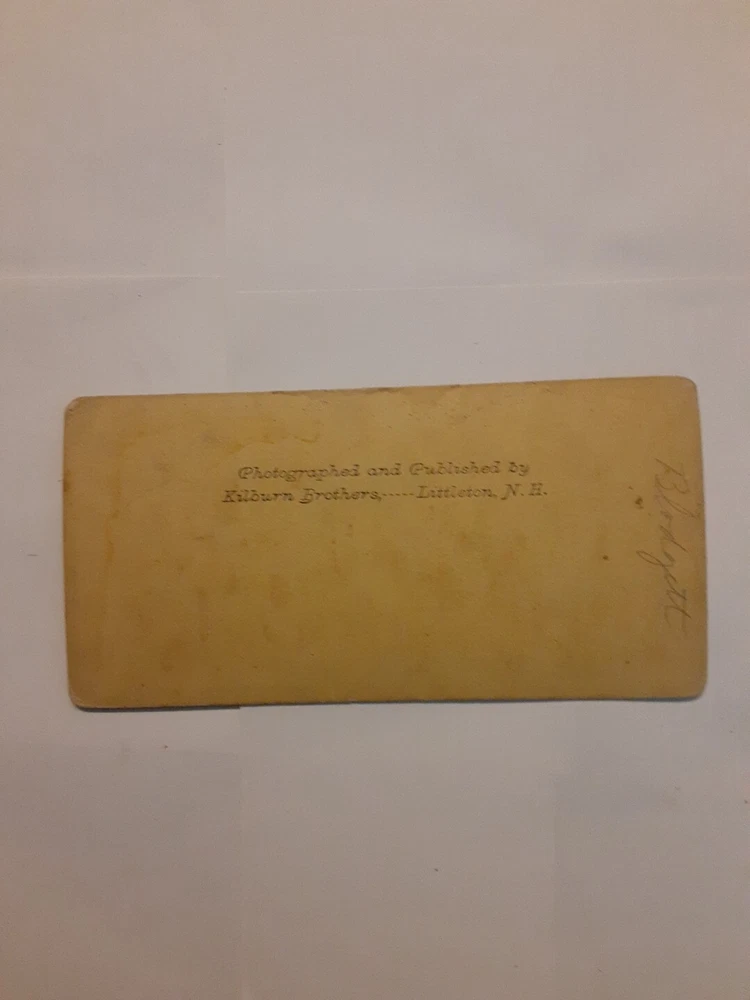 Photographed and Published by
Kilburn Brothers,-----Littleton, N. H.
Blodgett